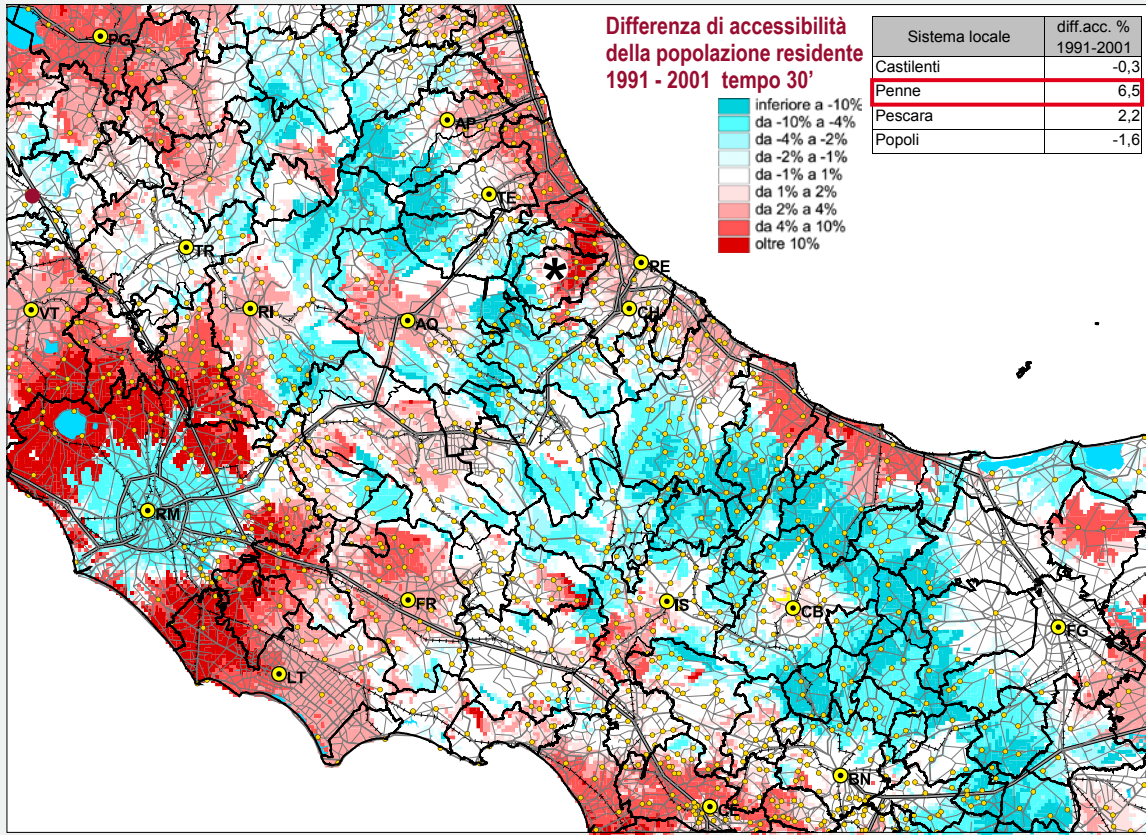 Differenza di accessibilità
della popolazione residente
1991 - 2001 tempo 30’
inferiore a -10%
da -10% a -4%
da -4% a -2%
da -2% a -1%
da -1% a 1%
da 1% a 2%
da 2% a 4%
da 4% a 10%
oltre 10%
Sistema locale diff.acc. %
1991-2001
Castilenti -0,3
Penne 6,5
Pescara 2,2
Popoli -1,6
PG
AP
TE
TR
*
PE
VT
RI
AQ
CH
RM
FR
IS
CB
FG
LT
BN
CE